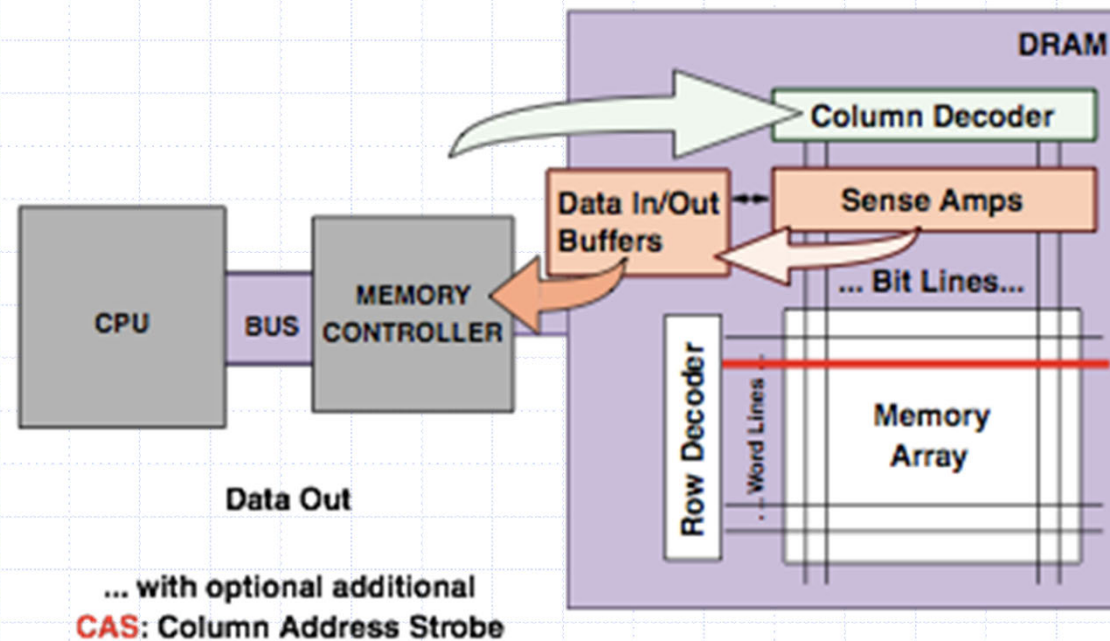 DRAM
Column Decoder
Data In/Out
Buffers
Sense Amps
... Bit Lines...
CPU
BUS
MEMORY
CONTROLLER
Row Decoder
... Word Lines ...
Memory
Array
Data Out
... with optional additional
CAS: Column Address Strobe